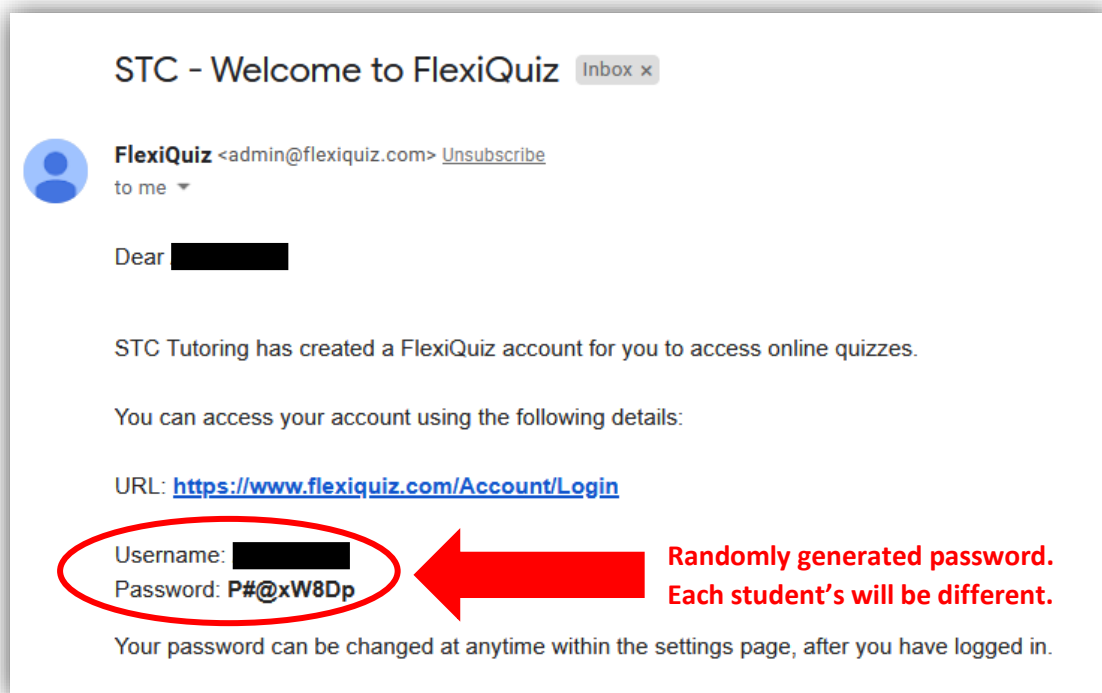 STC - Welcome to FlexiQuiz Inbox x
FlexiQuiz <admin@flexiquiz.com> Unsubscribe
to me
Dear
STC Tutoring has created a FlexiQuiz account for you to access online quizzes.
You can access your account using the following details:
URL: https://www.flexiquiz.com/Account/Login
Username:
Password: P#@xW8Dp
Randomly generated password.
Each student's will be different.
Your password can be changed at anytime within the settings page, after you have logged in.